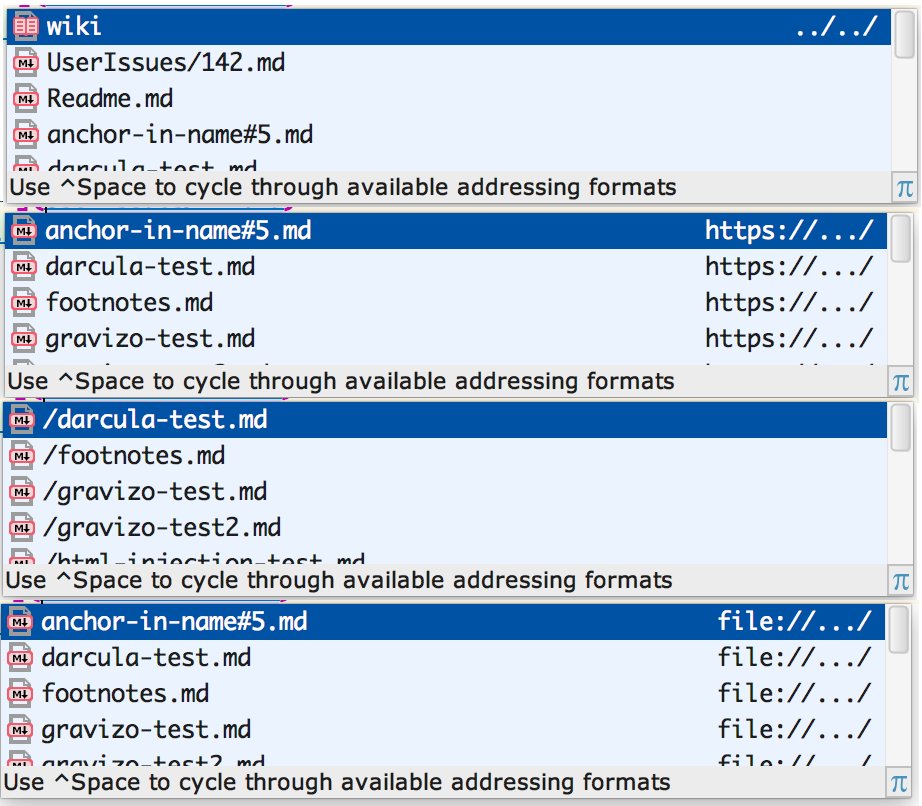 wiki ../../
UserIssues/142.md
Readme.md
anchor-in-name#5.md
darcula-test.md
Use ^Space to cycle through available addressing formats π
anchor-in-name#5.md https://.../
darcula-test.md https://.../
footnotes.md https://.../
gravizo-test.md https://.../
Use ^Space to cycle through available addressing formats π
/darcula-test.md
/footnotes.md
/gravizo-test.md
/gravizo-test2.md
/html-injection-test.md
Use ^Space to cycle through available addressing formats π
anchor-in-name#5.md file://.../
darcula-test.md file://.../
footnotes.md file://.../
gravizo-test.md file://.../
gravizo-test2.md file://.../
Use ^Space to cycle through available addressing formats π